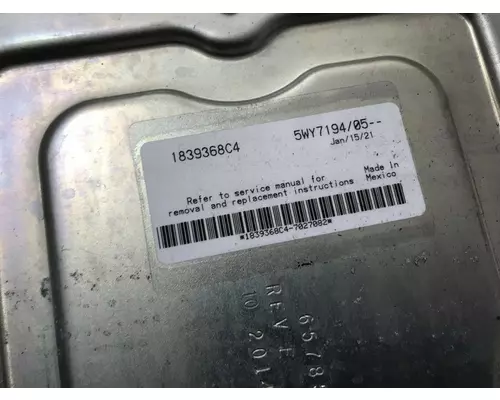 1839368C4
5WY7194/05--
Jan/15/21
Refer to service manual for
removal and replacement instructions
Made in
Mexico
*1839368C4-7027082*
REV F